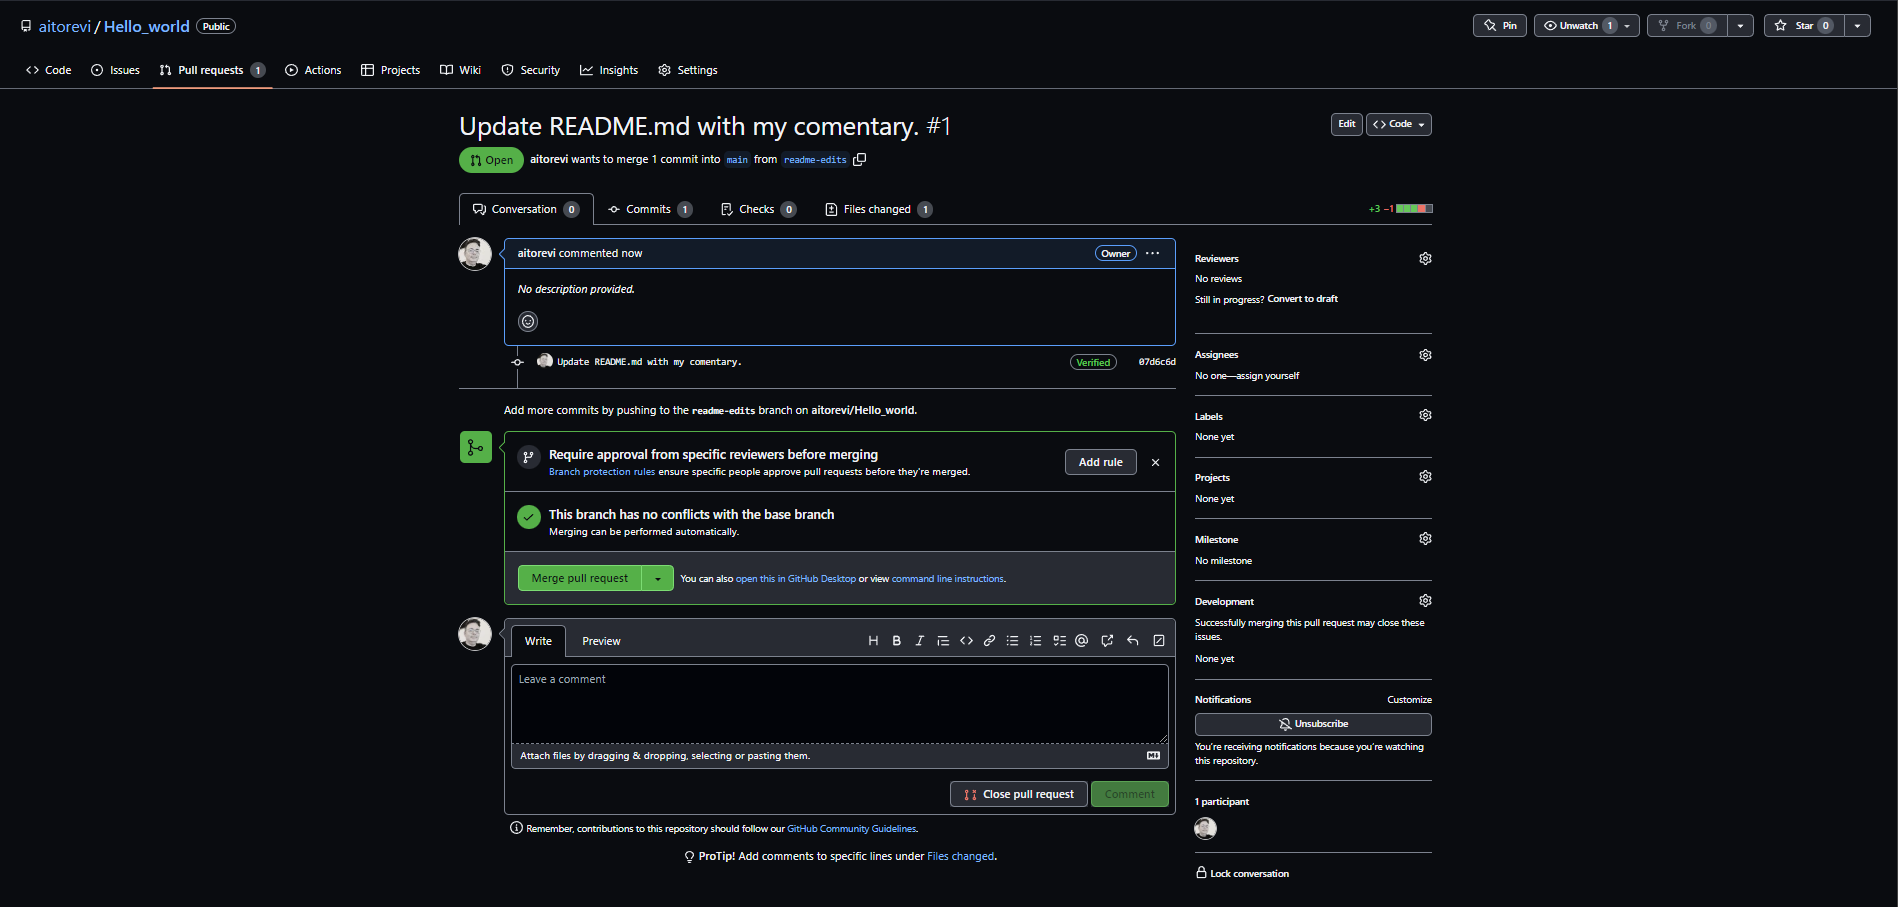 aitorevi / Hello_world Public
Pin
Unwatch 1
Fork 0
Star 0
Code
Issues
Pull requests 1
Actions
Projects
Wiki
Security
Insights
Settings
Update README.md with my comentary. #1
Edit
Code
Open
aitorevi wants to merge 1 commit into main from readme-edits
Conversation 0
Commits 1
Checks 0
Files changed 1
+3 −1
aitorevi commented now
Owner
No description provided.
Update README.md with my comentary.
Verified
07d6c6d
Add more commits by pushing to the readme-edits branch on aitorevi/Hello_world.
Require approval from specific reviewers before merging
Branch protection rules ensure specific people approve pull requests before they're merged.
Add rule
This branch has no conflicts with the base branch
Merging can be performed automatically.
Merge pull request
You can also open this in GitHub Desktop or view command line instructions.
Write
Preview
Leave a comment
Attach files by dragging & dropping, selecting or pasting them.
Close pull request
Comment
Remember, contributions to this repository should follow our GitHub Community Guidelines.
ProTip! Add comments to specific lines under Files changed.
Reviewers
No reviews
Still in progress? Convert to draft
Assignees
No one—assign yourself
Labels
None yet
Projects
None yet
Milestone
No milestone
Development
Successfully merging this pull request may close these
issues.
None yet
Notifications
Customize
Unsubscribe
You're receiving notifications because you're watching
this repository.
1 participant
Lock conversation